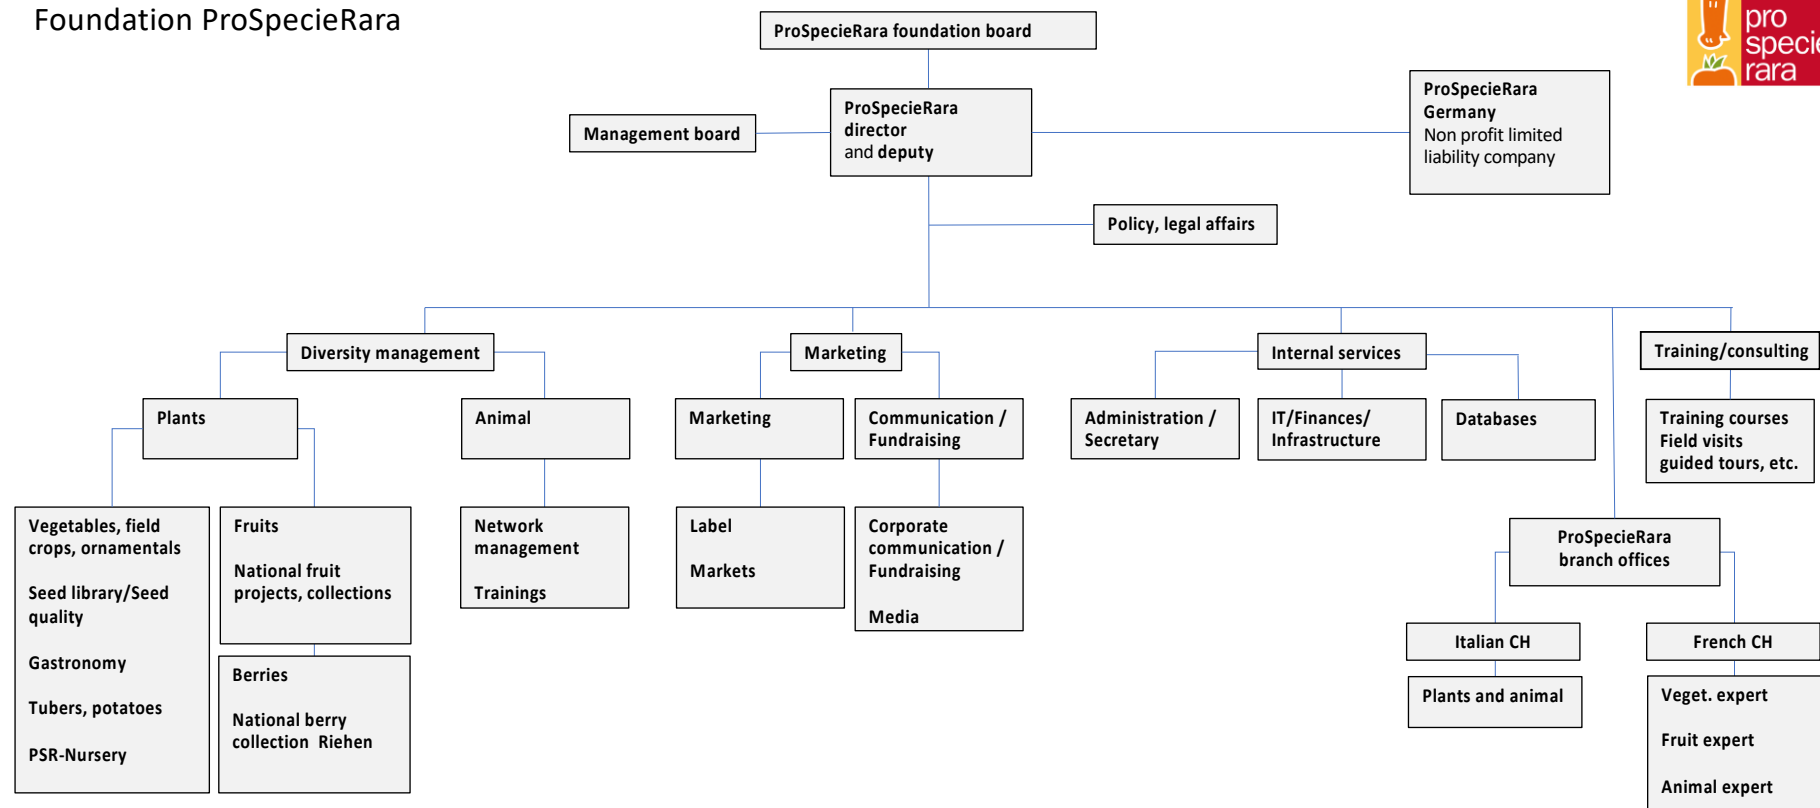 Foundation ProSpecieRara
pro
specie
rara
ProSpecieRara foundation board
ProSpecieRara
director
and deputy
Management board
ProSpecieRara
Germany
Non profit limited
liability company
Policy, legal affairs
Diversity management
Marketing
Internal services
Training/consulting
Plants
Animal
Marketing
Communication /
Fundraising
Administration /
Secretary
IT/Finances/
Infrastructure
Databases
Training courses
Field visits
guided tours, etc.
Vegetables, field
crops, ornamentals
Seed library/Seed
quality
Gastronomy
Tubers, potatoes
PSR-Nursery
Fruits
National fruit
projects, collections
Berries
National berry
collection Riehen
Network
management
Trainings
Label
Markets
Corporate
communication /
Fundraising
Media
ProSpecieRara
branch offices
Italian CH
Plants and animal
French CH
Veget. expert
Fruit expert
Animal expert